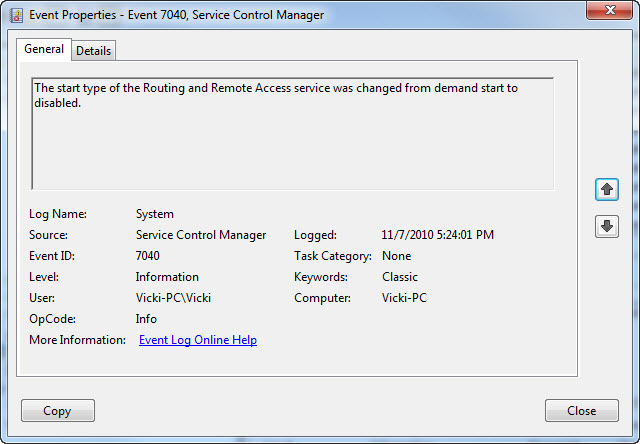 Event Properties - Event 7040, Service Control Manager
General Details
The start type of the Routing and Remote Access service was changed from demand start to
disabled.
Log Name: System
Source: Service Control Manager Logged: 11/7/2010 5:24:01 PM
Event ID: 7040 Task Category: None
Level: Information Keywords: Classic
User: Vicki-PC\Vicki Computer: Vicki-PC
OpCode: Info
More Information: Event Log Online Help
Copy Close